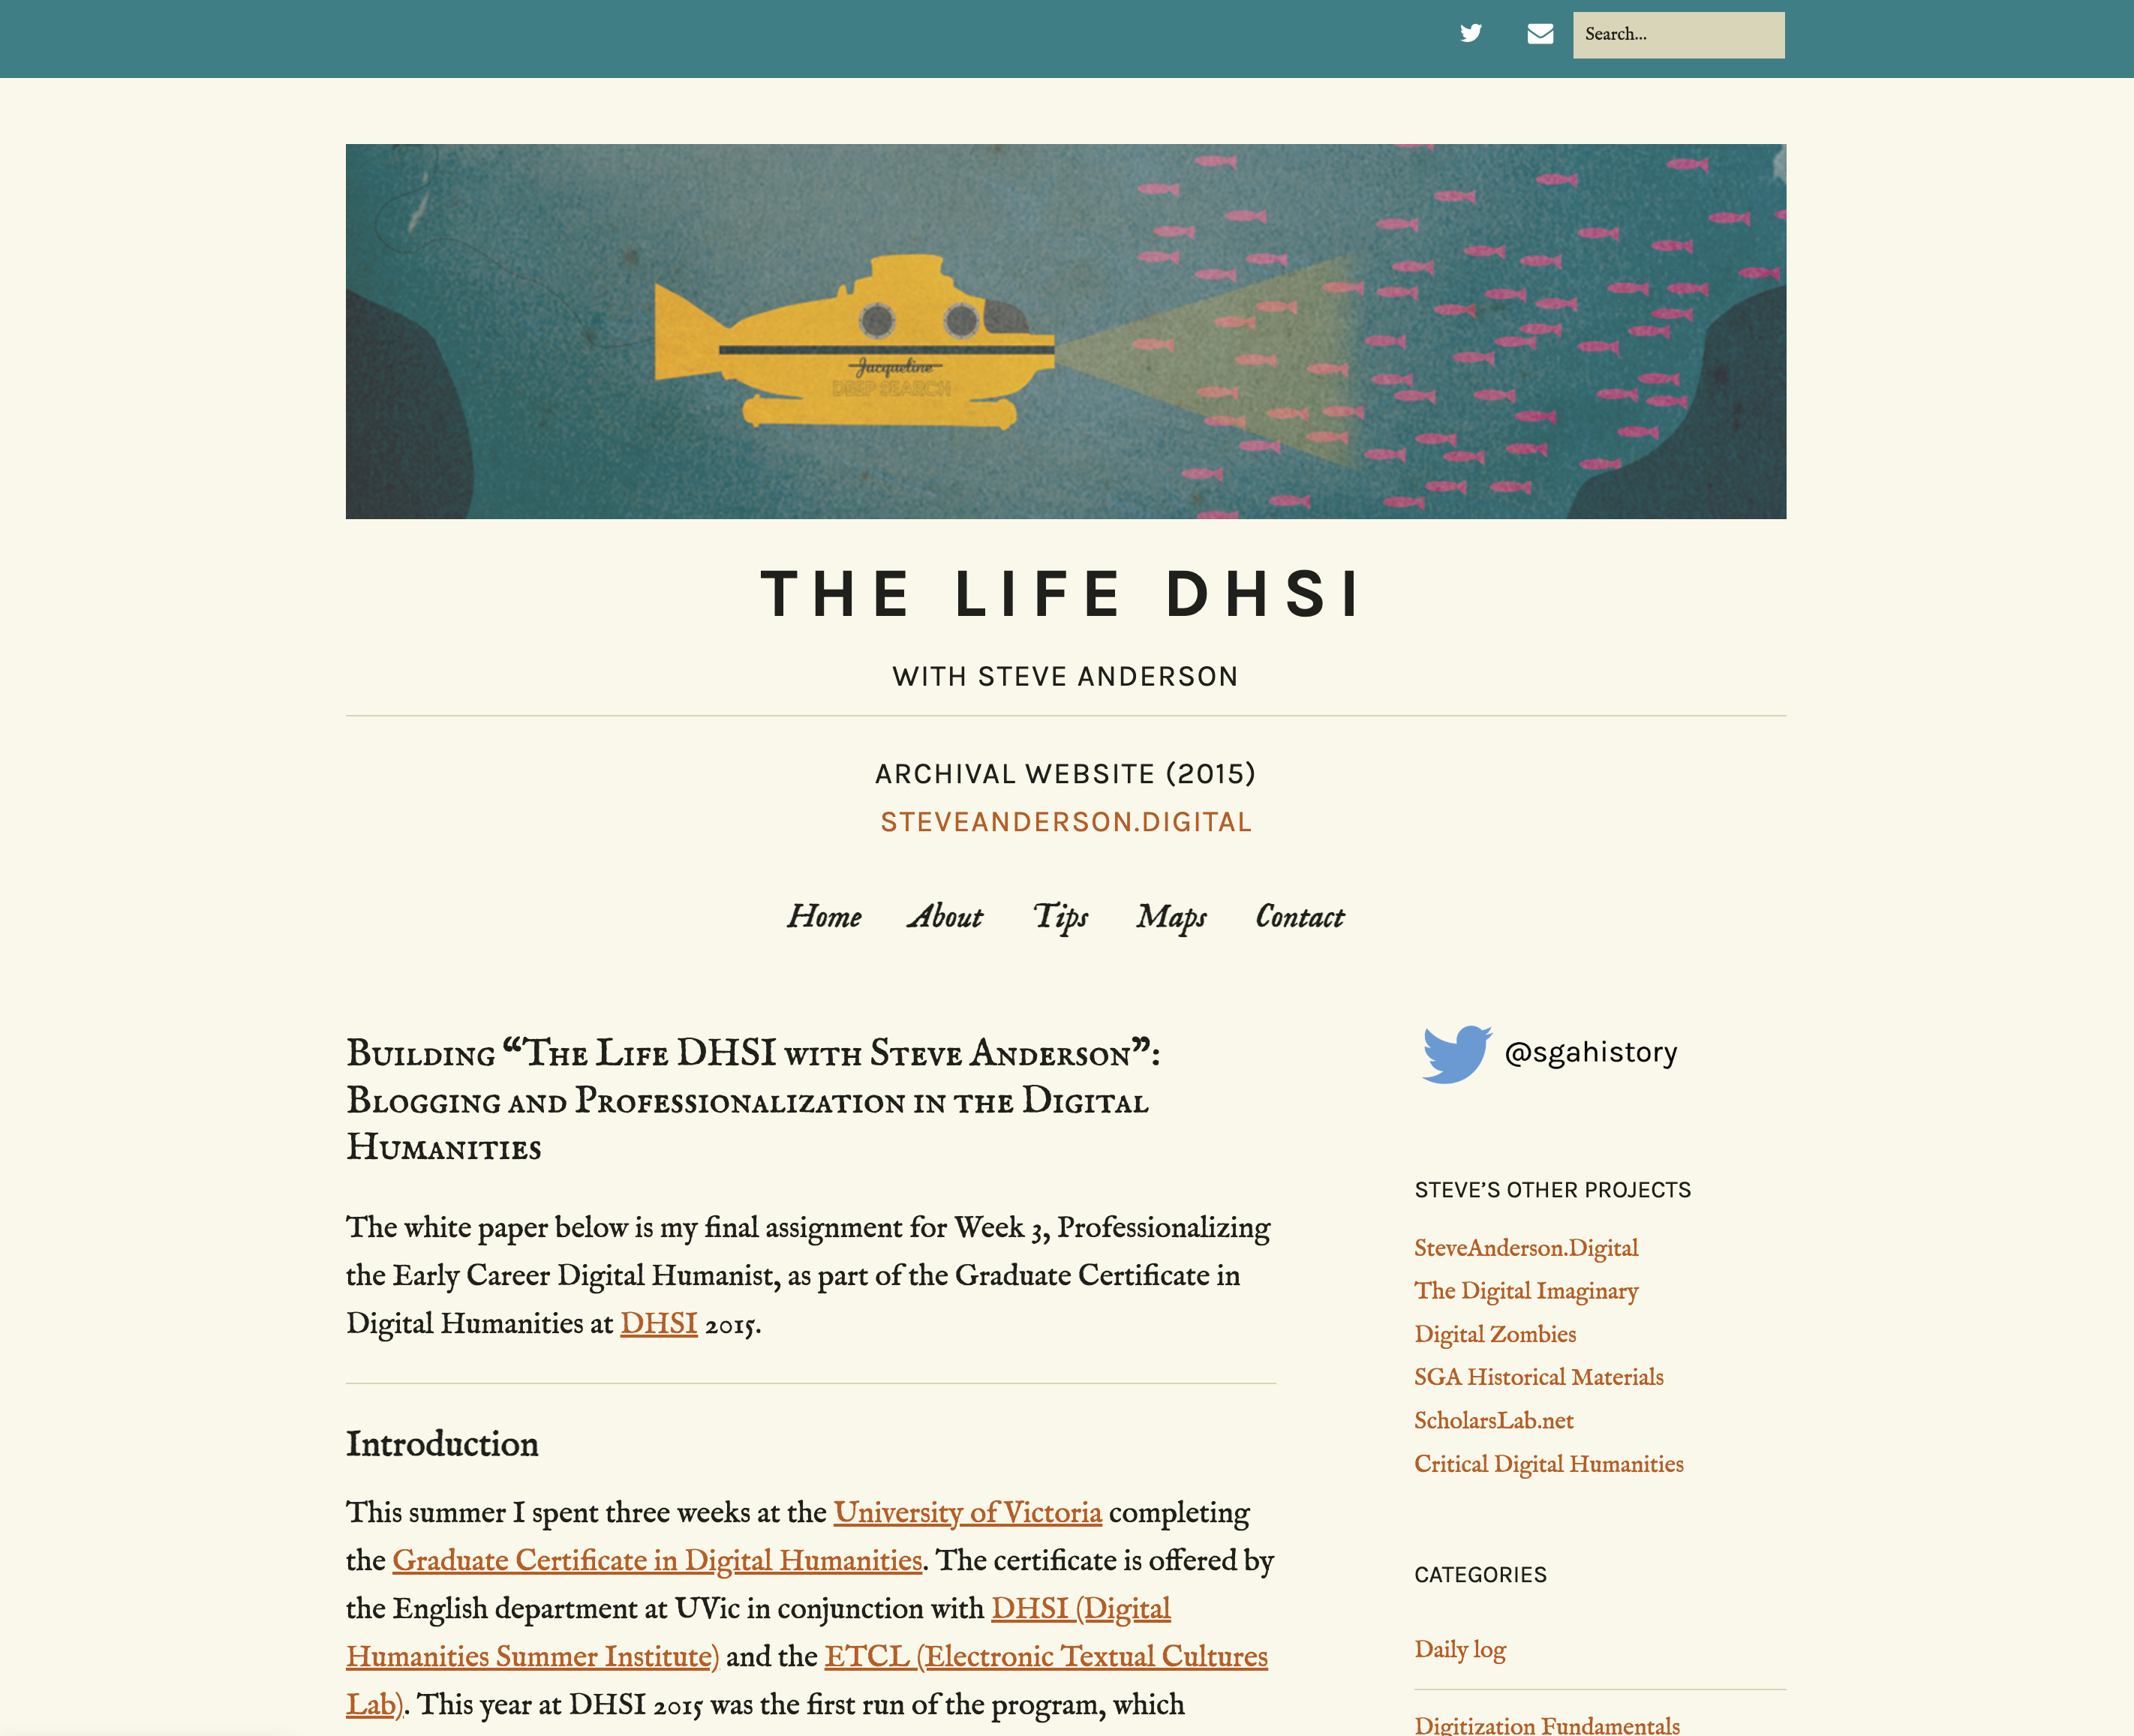 Search...
Jacqueline
DEEP SEARCH
THE LIFE DHSI
WITH STEVE ANDERSON
ARCHIVAL WEBSITE (2015)
STEVEANDERSON.DIGITAL
Home About Tips Maps Contact
Building “The Life DHSI with Steve Anderson”:
Blogging and Professionalization in the Digital
Humanities
The white paper below is my final assignment for Week 3, Professionalizing
the Early Career Digital Humanist, as part of the Graduate Certificate in
Digital Humanities at DHSI 2015.
Introduction
This summer I spent three weeks at the University of Victoria completing
the Graduate Certificate in Digital Humanities. The certificate is offered by
the English department at UVic in conjunction with DHSI (Digital
Humanities Summer Institute) and the ETCL (Electronic Textual Cultures
Lab). This year at DHSI 2015 was the first run of the program, which
@sgahistory
STEVE’S OTHER PROJECTS
SteveAnderson.Digital
The Digital Imaginary
Digital Zombies
SGA Historical Materials
ScholarsLab.net
Critical Digital Humanities
CATEGORIES
Daily log
Digitization Fundamentals